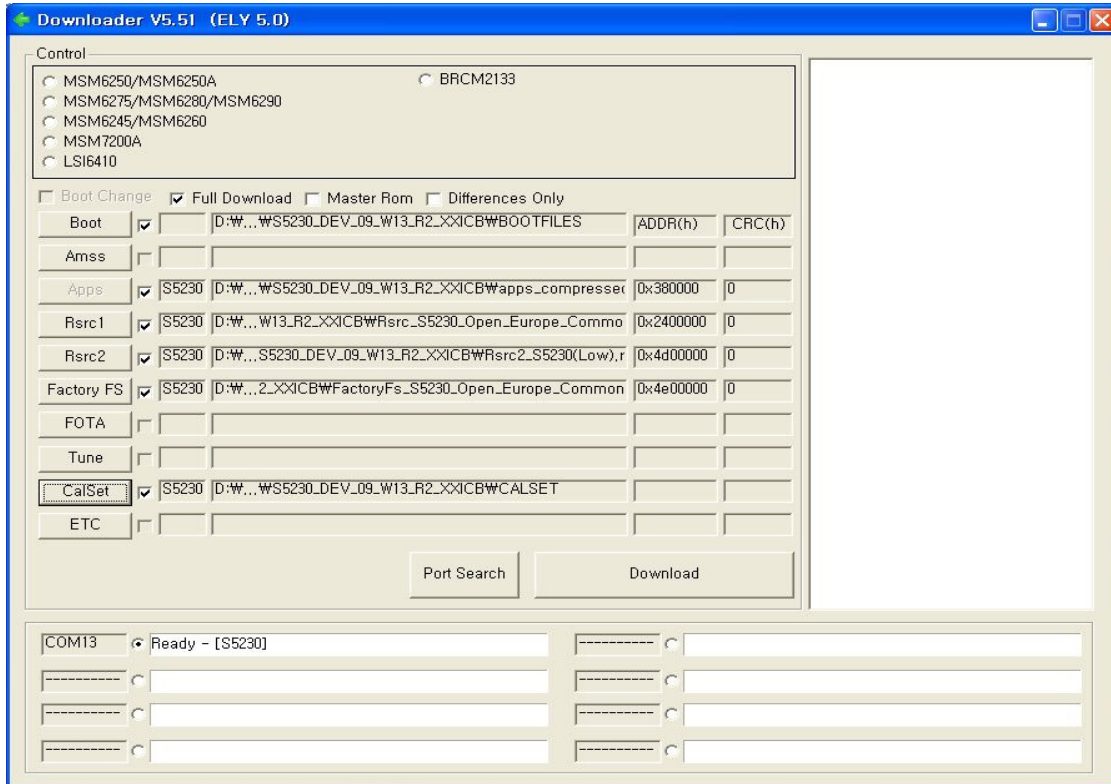 Downloader V5.51 (ELY 5.0)
Control
MSM6250/MSM6250A
BRCM2133
MSM6275/MSM6280/MSM6290
MSM6245/MSM6260
MSM7200A
LSI6410
Boot Change Full Download Master Rom Differences Only
Boot D:₩...₩S5230_DEV_09_W13_R2_XXICB₩BOOTFILES ADDR(h) CRC(h)
Amss
Apps S5230 D:₩...₩S5230_DEV_09_W13_R2_XXICB₩apps_compressec 0x380000 0
Rsrc1 S5230 D:₩...W13_R2_XXICB₩Rsrc_S5230_Open_Europe_Commo 0x2400000 0
Rsrc2 S5230 D:₩...S5230_DEV_09_W13_R2_XXICB₩Rsrc2_S5230(Low).r 0x4d00000 0
Factory FS S5230 D:₩...2_XXICB₩FactoryFs_S5230_Open_Europe_Common 0x4e00000 0
FOTA
Tune
CalSet S5230 D:₩...₩S5230_DEV_09_W13_R2_XXICB₩CALSET
ETC
Port Search Download
COM13 Ready - [S5230] ----------
---------- ----------
---------- ----------
---------- ----------